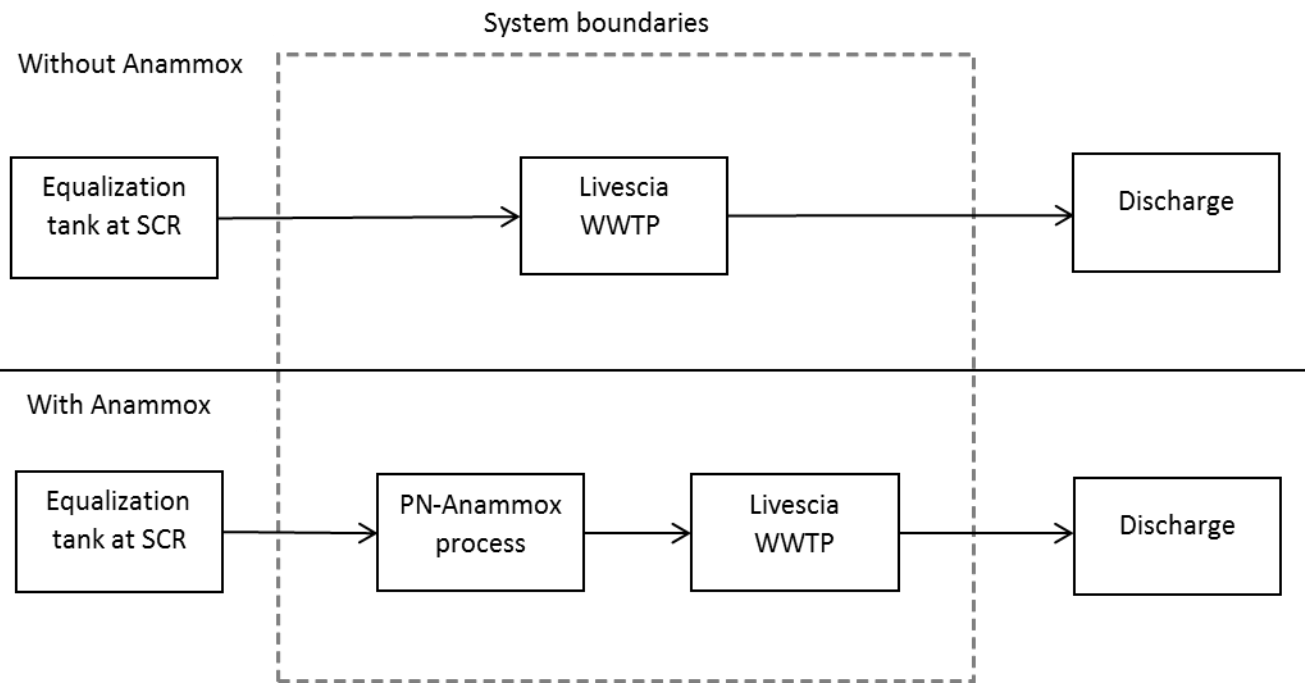 System boundaries
Without Anammox
Equalization
tank at SCR
Livescia
WWTP
Discharge
With Anammox
Equalization
tank at SCR
PN-Anammox
process
Livescia
WWTP
Discharge